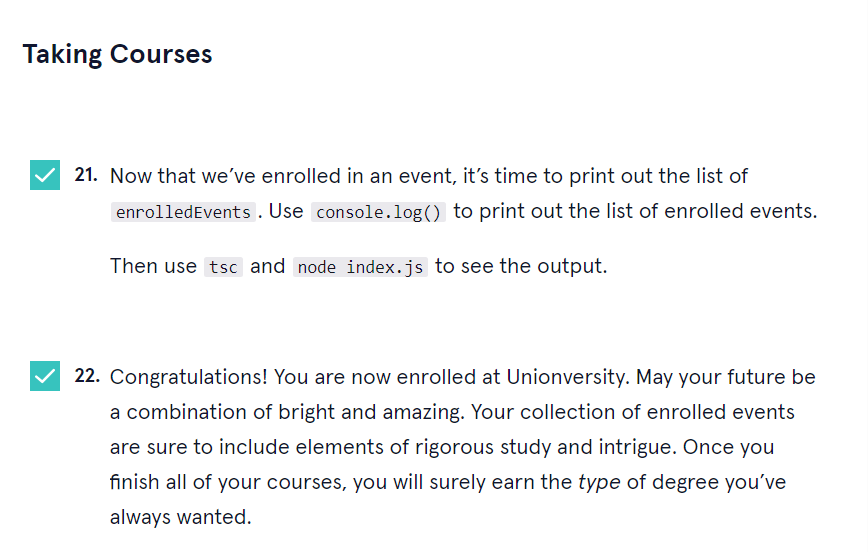 Taking Courses
21. Now that we’ve enrolled in an event, it’s time to print out the list of
enrolledEvents. Use console.log() to print out the list of enrolled events.
Then use tsc and node index.js to see the output.
22. Congratulations! You are now enrolled at Unionversity. May your future be
a combination of bright and amazing. Your collection of enrolled events
are sure to include elements of rigorous study and intrigue. Once you
finish all of your courses, you will surely earn the type of degree you’ve
always wanted.